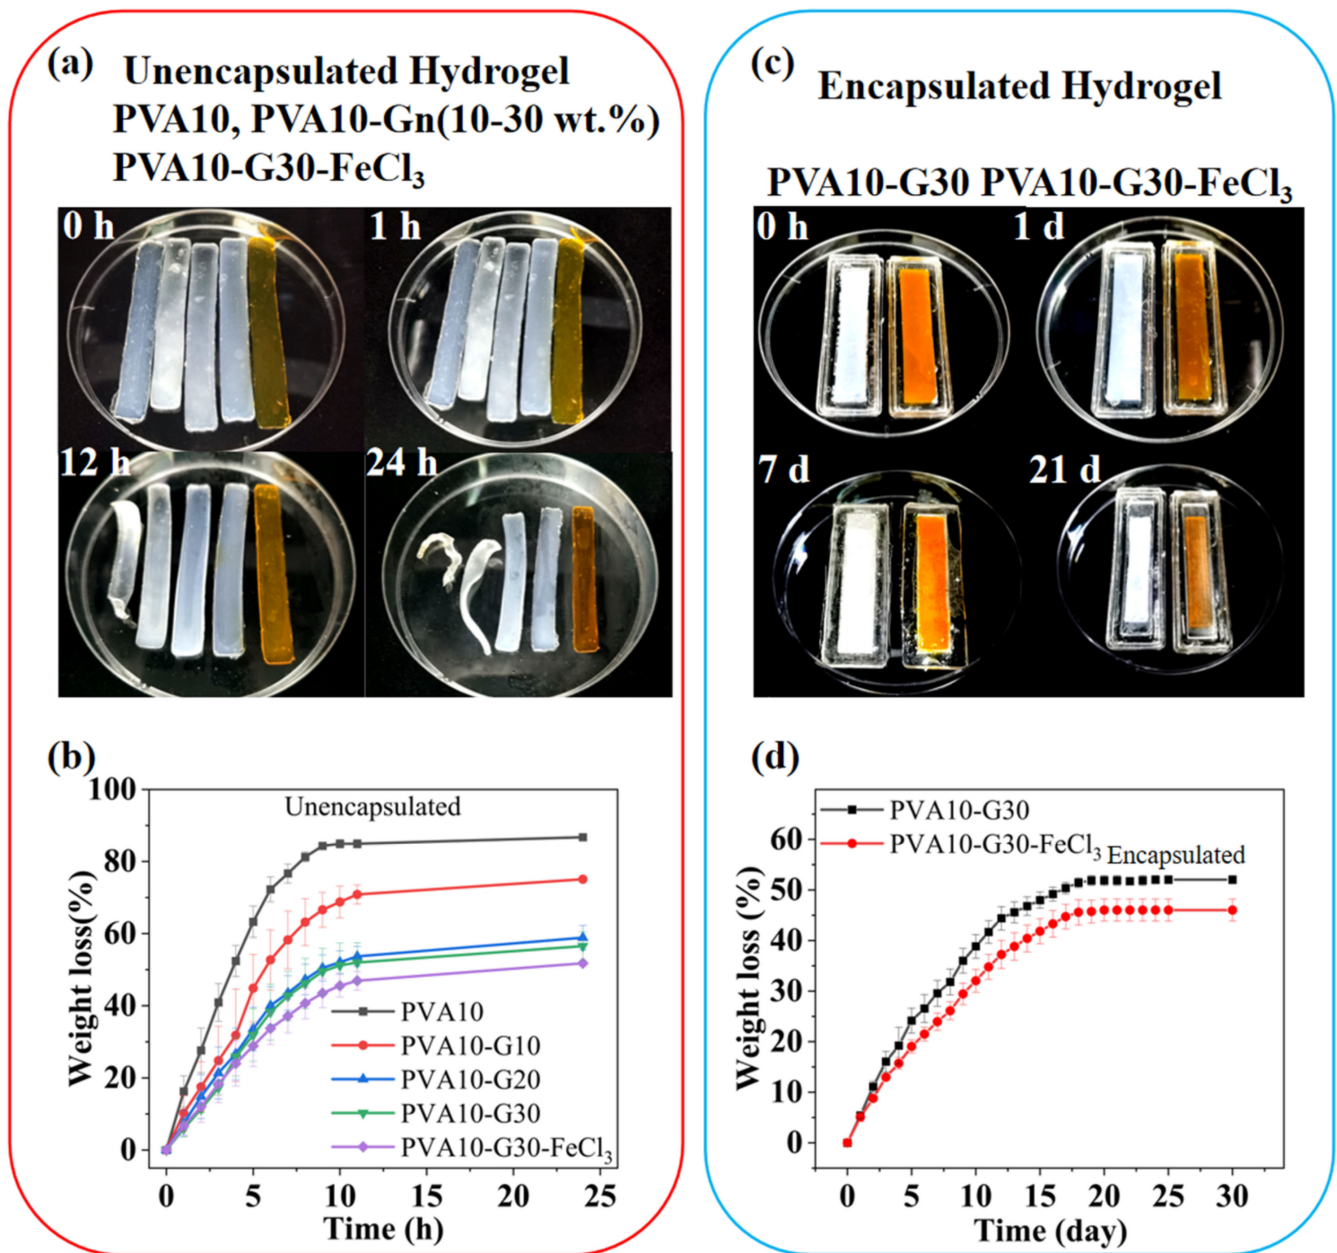 (a) Unencapsulated Hydrogel
PVA10, PVA10-Gn(10-30 wt.%)
PVA10-G30-FeCl₃
0 h
1 h
12 h
24 h
(b)
Unencapsulated
Weight loss(%)
100
80
60
40
20
0
PVA10
PVA10-G10
PVA10-G20
PVA10-G30
PVA10-G30-FeCl₃
0 5 10 15 20 25
Time (h)
(c) Encapsulated Hydrogel
PVA10-G30 PVA10-G30-FeCl₃
0 h
1 d
7 d
21 d
(d)
PVA10-G30
PVA10-G30-FeCl₃ Encapsulated
Weight loss (%)
60
50
40
30
20
10
0
0 5 10 15 20 25 30
Time (day)